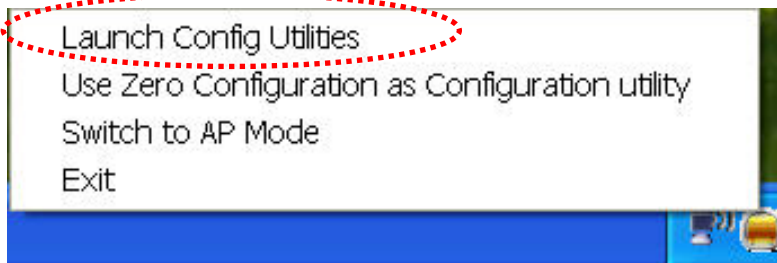 Launch Config Utilities
Use Zero Configuration as Configuration utility
Switch to AP Mode
Exit